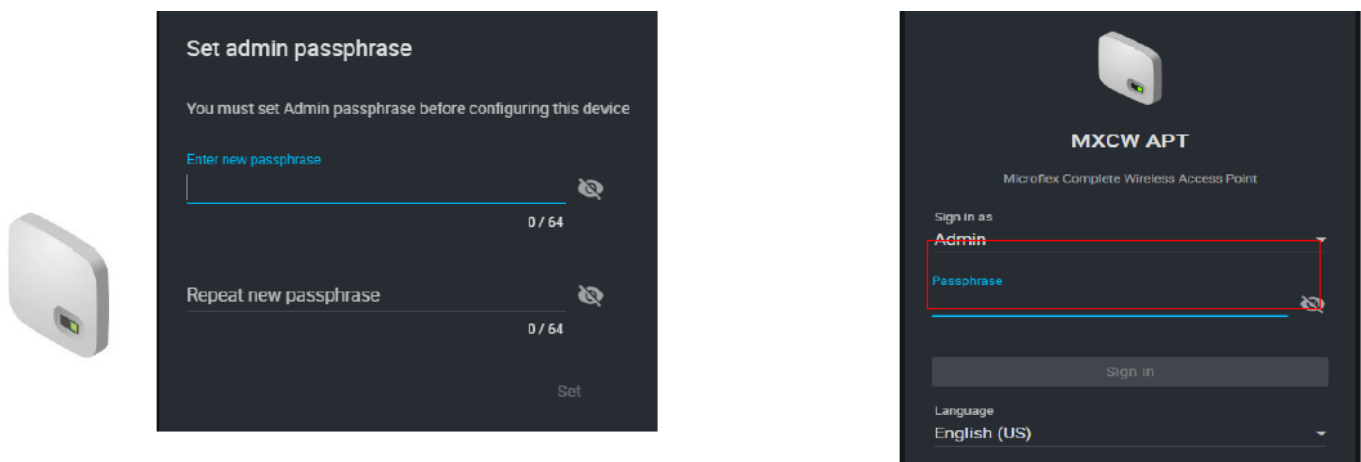 Set admin passphrase
You must set Admin passphrase before configuring this device
Enter new passphrase
0 / 64
Repeat new passphrase
0 / 64
Set
MXCW APT
Microflex Complete Wireless Access Point
Sign in as
Admin
Passphrase
Sign in
Language
English (US)